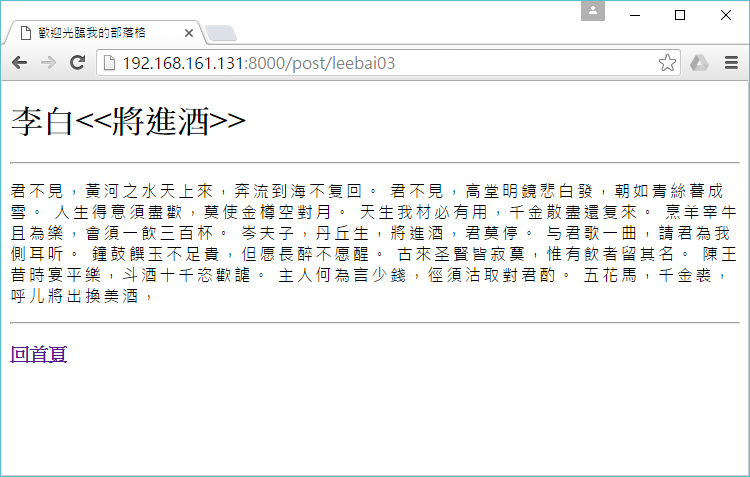 歡迎光臨我的部落格
192.168.161.131:8000/post/leebai03
李白<<將進酒>>
君不見，黃河之水天上來，奔流到海不复回。 君不見，高堂明鏡悲白發，朝如青絲暮成
雪。 人生得意須盡歡，莫使金樽空對月。 天生我材必有用，千金散盡還复來。 烹羊宰牛
且為樂，會須一飲三百杯。 岑夫子，丹丘生，將進酒，君莫停。 与君歌一曲，請君為我
側耳听。 鐘鼓饌玉不足貴，但愿長醉不愿醒。 古來圣賢皆寂寞，惟有飲者留其名。 陳王
昔時宴平樂，斗酒十千恣歡謔。 主人何為言少錢，徑須沽取對君酌。 五花馬，千金裘，
呼儿將出換美酒，
回首頁